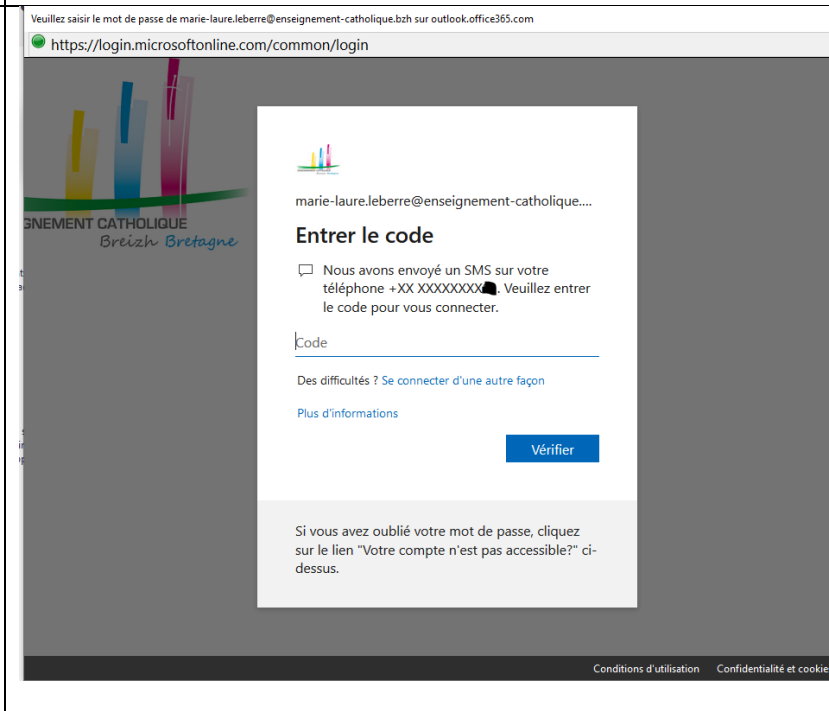 Veuillez saisir le mot de passe de marie-laure.leberre@enseignement-catholique.bzh sur outlook.office365.com
https://login.microsoftonline.com/common/login
GNEMENT CATHOLIQUE
Breizh Bretagne
marie-laure.leberre@enseignement-catholique....
Entrer le code
Nous avons envoyé un SMS sur votre
téléphone +XX XXXXXXXX. Veuillez entrer
le code pour vous connecter.
Code
Des difficultés ? Se connecter d'une autre façon
Plus d'informations
Vérifier
Si vous avez oublié votre mot de passe, cliquez
sur le lien "Votre compte n'est pas accessible?" ci-
dessus.
Conditions d'utilisation Confidentialité et cookie